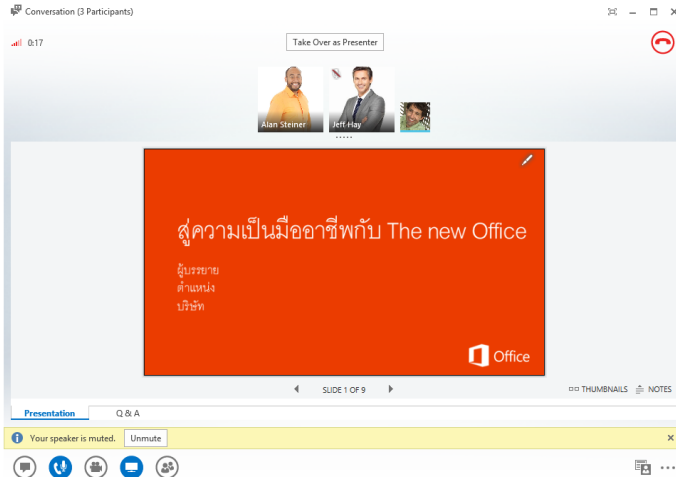 Conversation (3 Participants)
0:17
Take Over as Presenter
Alan Steiner
Jeff Hay
สู่ความเป็นมืออาชีพกับ The new Office
ผู้บรรยาย
ตำแหน่ง
บริษัท
Office
SLIDE 1 OF 9
THUMBNAILS
NOTES
Presentation
Q & A
Your speaker is muted.
Unmute